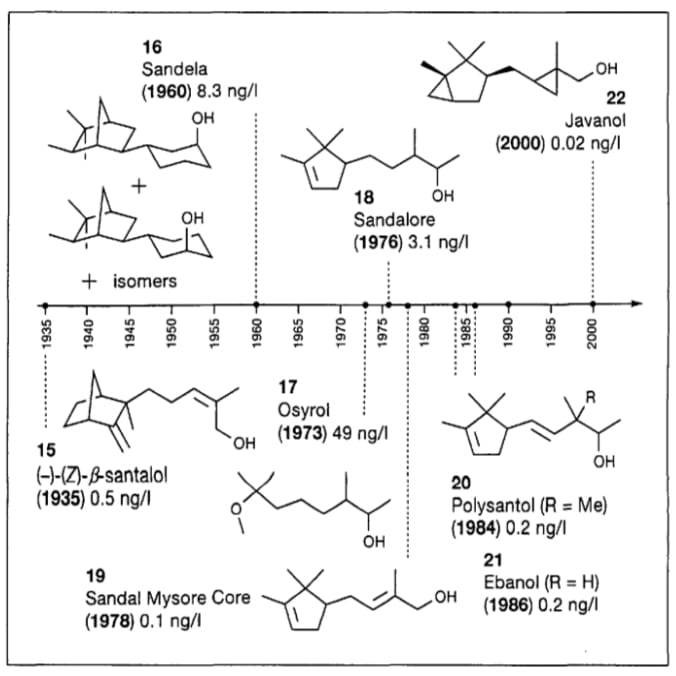 16
Sandela
(1960) 8.3 ng/l
OH
+
OH
+ isomers
OH
22
Javanol
(2000) 0.02 ng/l
18
OH
Sandalore
(1976) 3.1 ng/l
1935 1940 1945 1950 1955 1960 1965 1970 1975 1980 1985 1990 1995 2000
OH
15
(–)-(Z)-β-santalol
(1935) 0.5 ng/l
17
Osyrol
(1973) 49 ng/l
O
OH
R
OH
20
Polysantol (R = Me)
(1984) 0.2 ng/l
21
Ebanol (R = H)
(1986) 0.2 ng/l
19
Sandal Mysore Core
(1978) 0.1 ng/l
OH